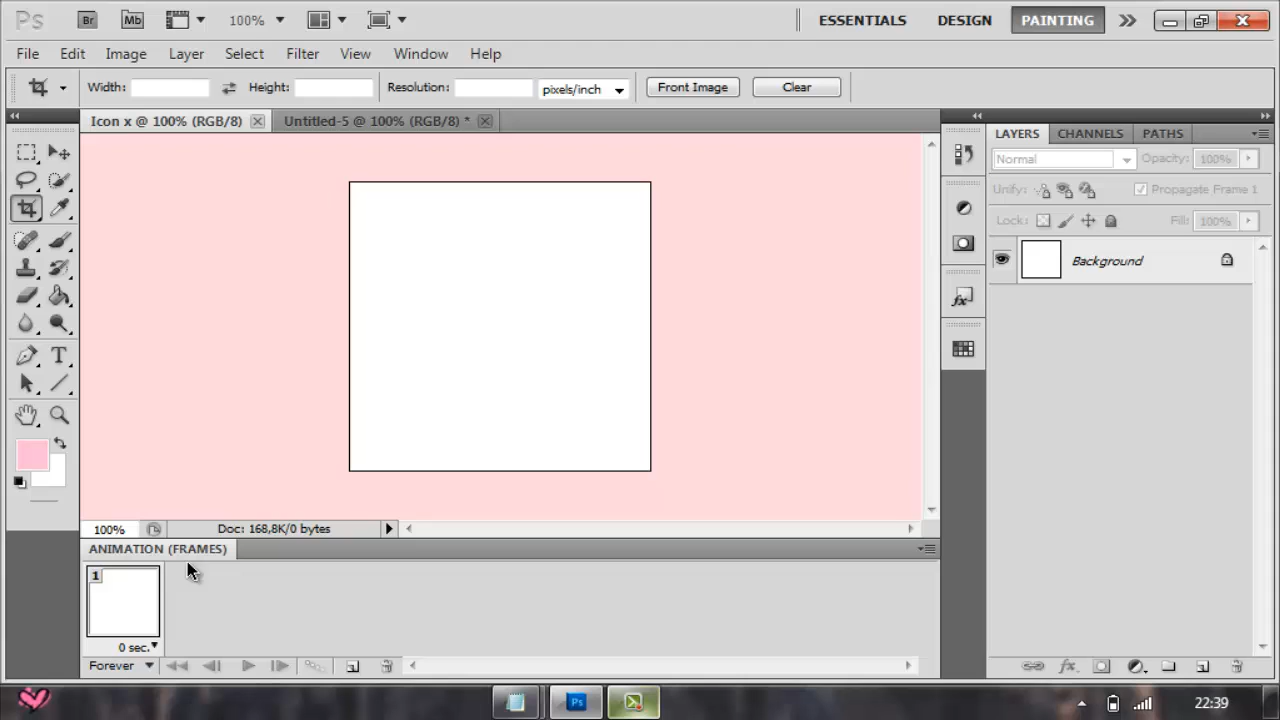 Ps Br Mb 100% ESSENTIALS DESIGN PAINTING
File Edit Image Layer Select Filter View Window Help
Width: Height: Resolution: pixels/inch Front Image Clear
Icon x @ 100% (RGB/8) Untitled-5 @ 100% (RGB/8) *
LAYERS CHANNELS PATHS
Normal Opacity: 100%
Unify: Propagate Frame 1
Lock: Fill: 100%
Background
T
fx
100% Doc: 168,8K/0 bytes
ANIMATION (FRAMES)
1
0 sec.
Forever
fx
Ps 22:39